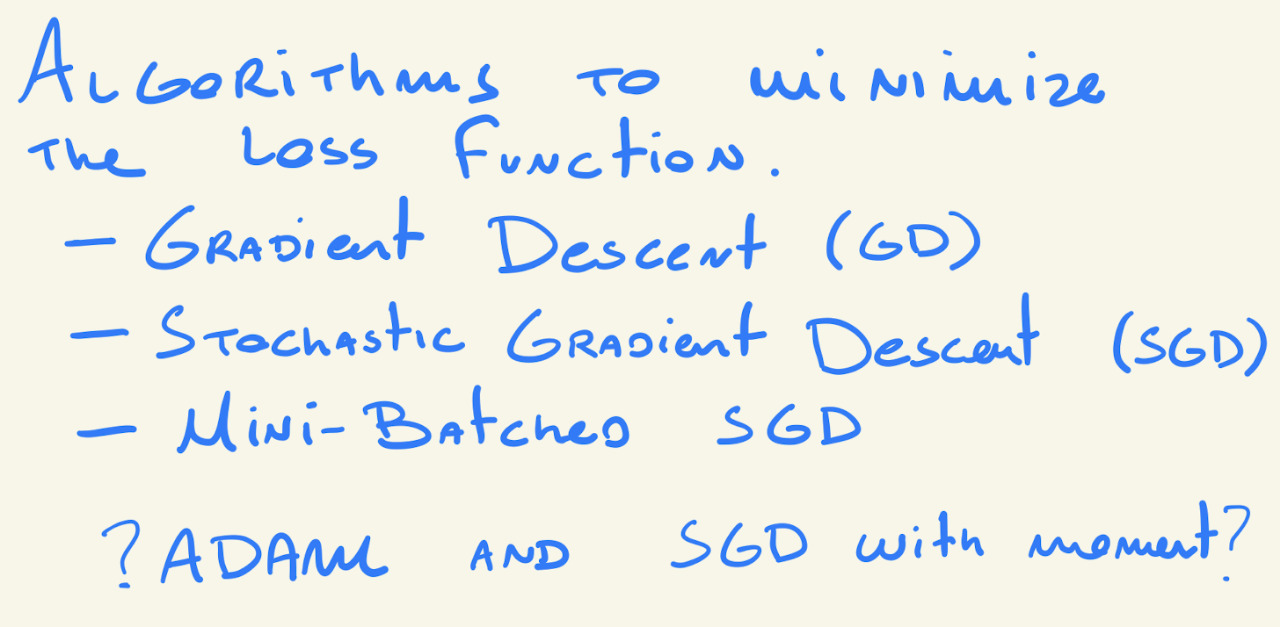 Algorithms to minimize
the Loss Function.
- Gradient Descent (GD)
- Stochastic Gradient Descent (SGD)
- Mini-Batched SGD
? ADAM and SGD with moment?